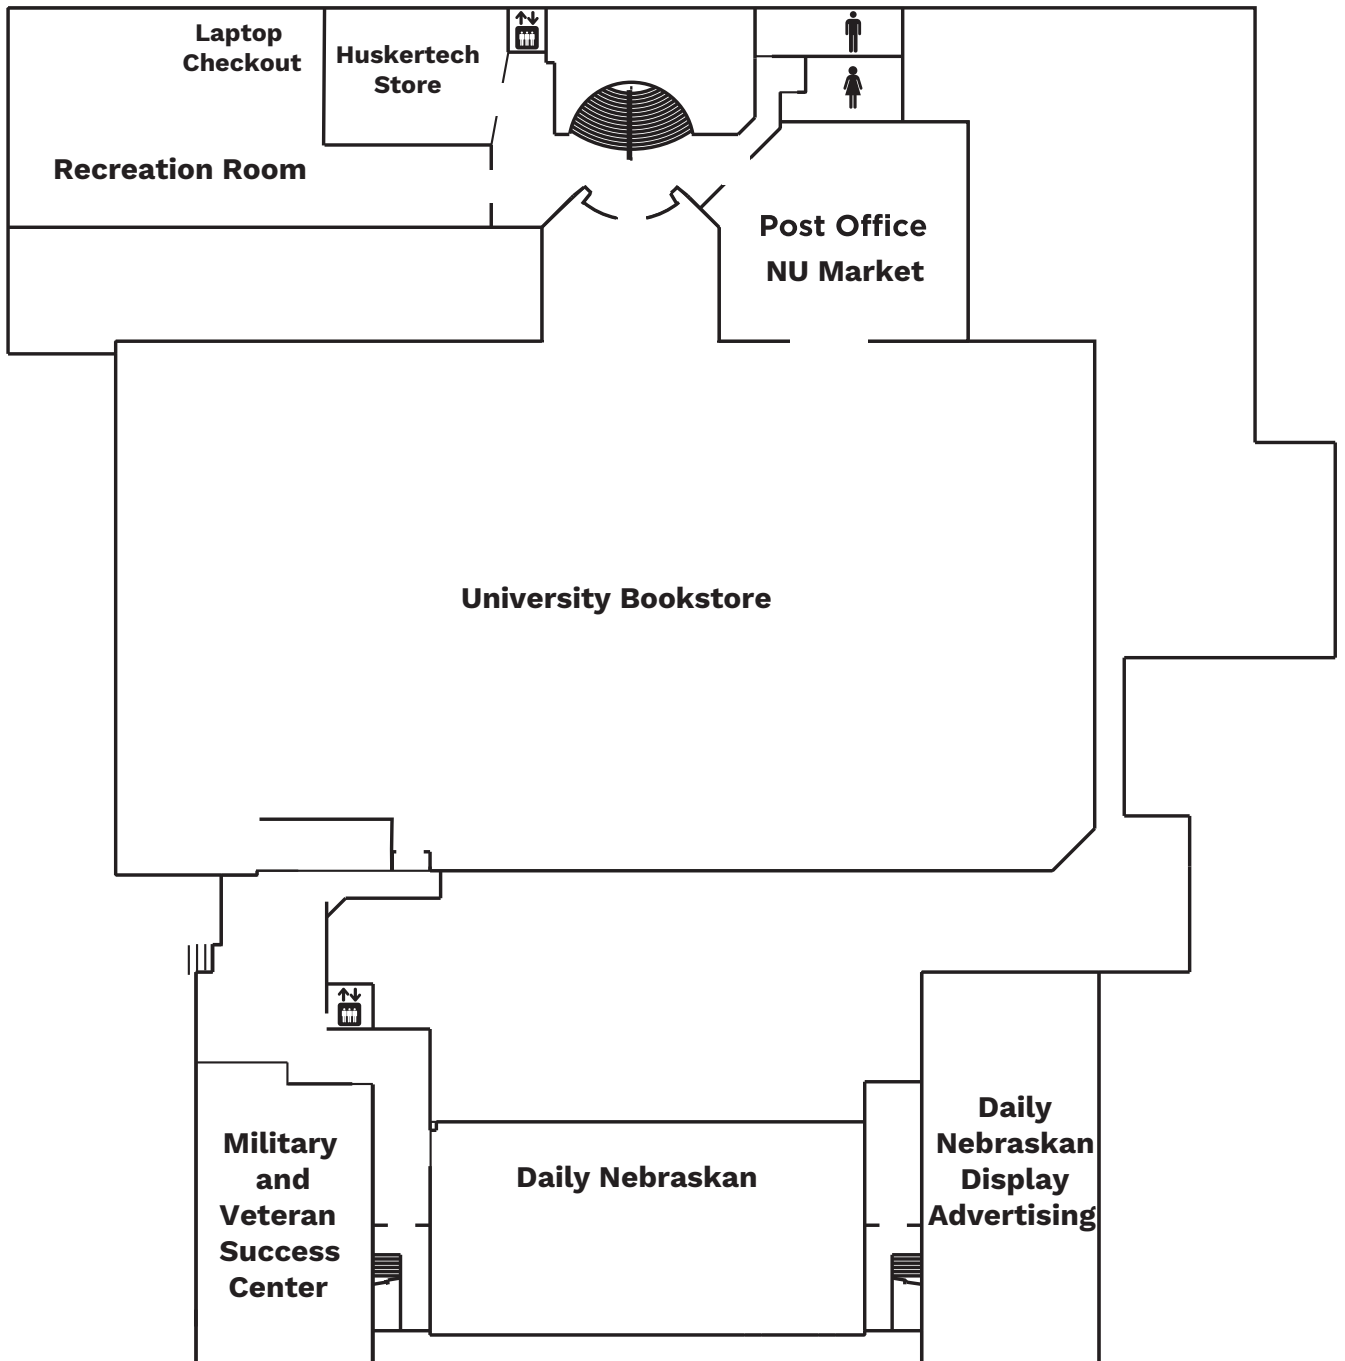 Laptop
Checkout
Huskertech
Store
Recreation Room
Post Office
NU Market
University Bookstore
Military
and
Veteran
Success
Center
Daily Nebraskan
Daily
Nebraskan
Display
Advertising